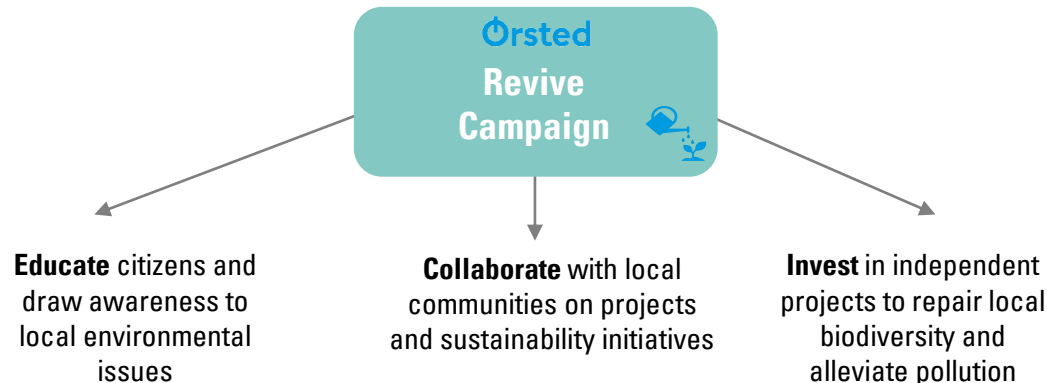 Ørsted
Revive
Campaign
Educate citizens and
draw awareness to
local environmental
issues
Collaborate with local
communities on projects
and sustainability initiatives
Invest in independent
projects to repair local
biodiversity and
alleviate pollution